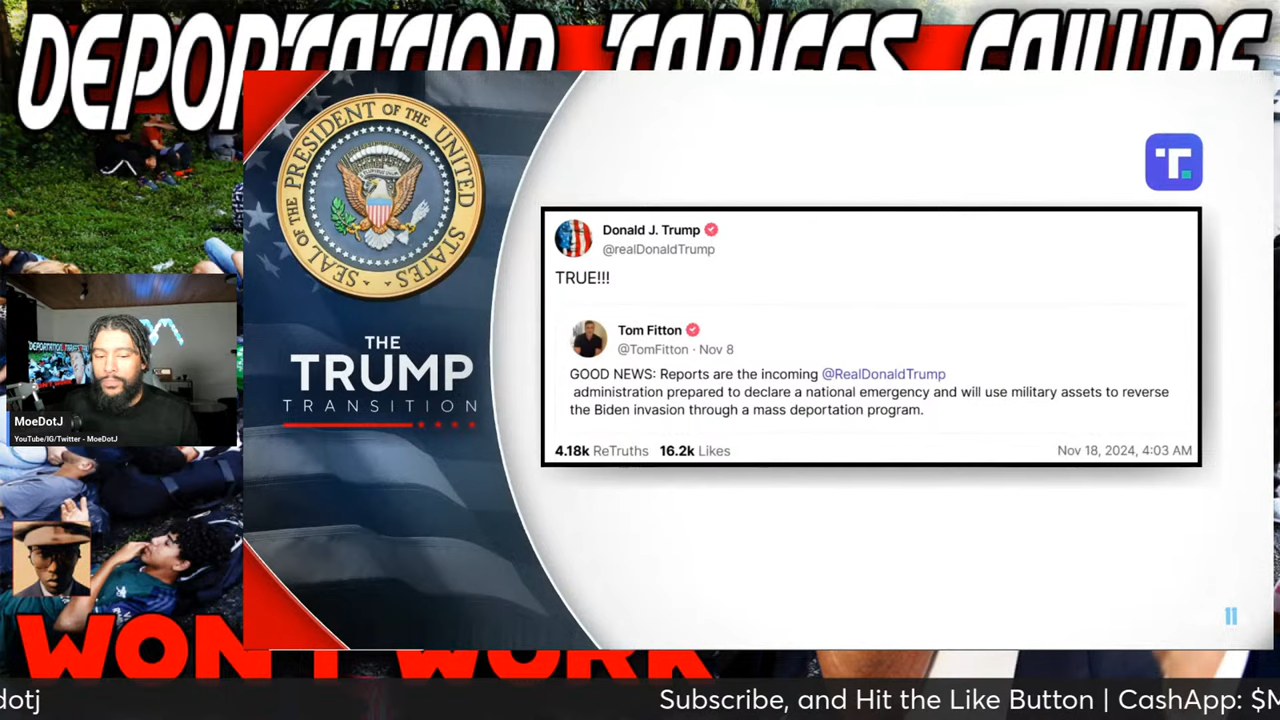 DEPORTATION TARIFFS FAILURE
SEAL OF THE PRESIDENT OF THE UNITED STATES
THE
TRUMP
TRANSITION
T.
Donald J. Trump
@realDonaldTrump
TRUE!!!
Tom Fitton
@TomFitton · Nov 8
GOOD NEWS: Reports are the incoming @RealDonaldTrump
administration prepared to declare a national emergency and will use military assets to reverse
the Biden invasion through a mass deportation program.
4.18k ReTruths 16.2k Likes
Nov 18, 2024, 4:03 AM
MoeDotJ
YouTube/IG/Twitter - MoeDotJ
WON'T WORK
dotj
Subscribe, and Hit the Like Button | CashApp: $M